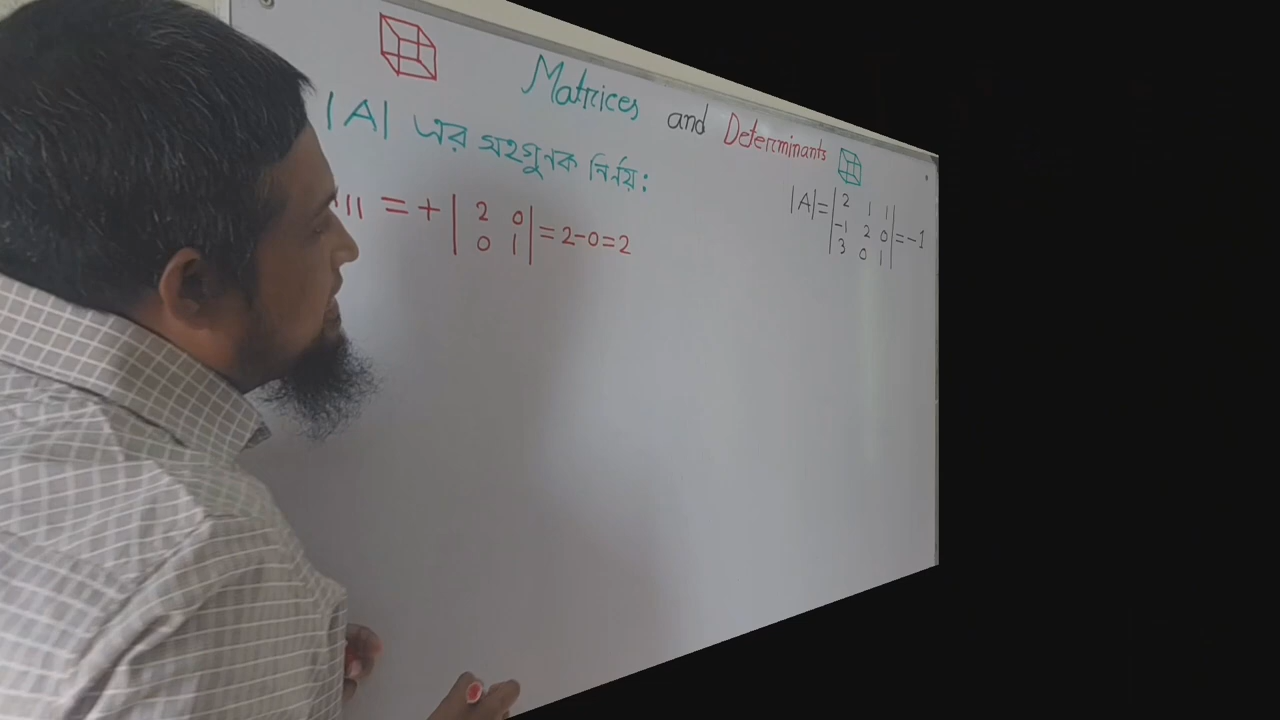 Matrices and Determinants
|A| এর সহগুনক নির্ণয়:
11 = + | 2 0 | = 2-0=2
| 0 1 |
|A| = | 2 1 1 |
| -1 2 0 | = -1
| 3 0 1 |